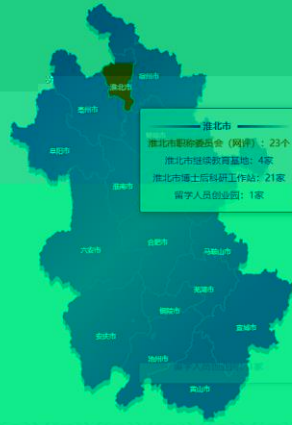 宿州市
淮北市
亳州市
阜阳市
淮北市
淮北市职称委员会（网评）：23个
淮北市继续教育基地：4家
淮北市博士后科研工作站：21家
留学人员创业园：1家
淮南市
六安市
合肥市
马鞍山市
芜湖市
铜陵市
宣城市
安庆市
池州市
黄山市